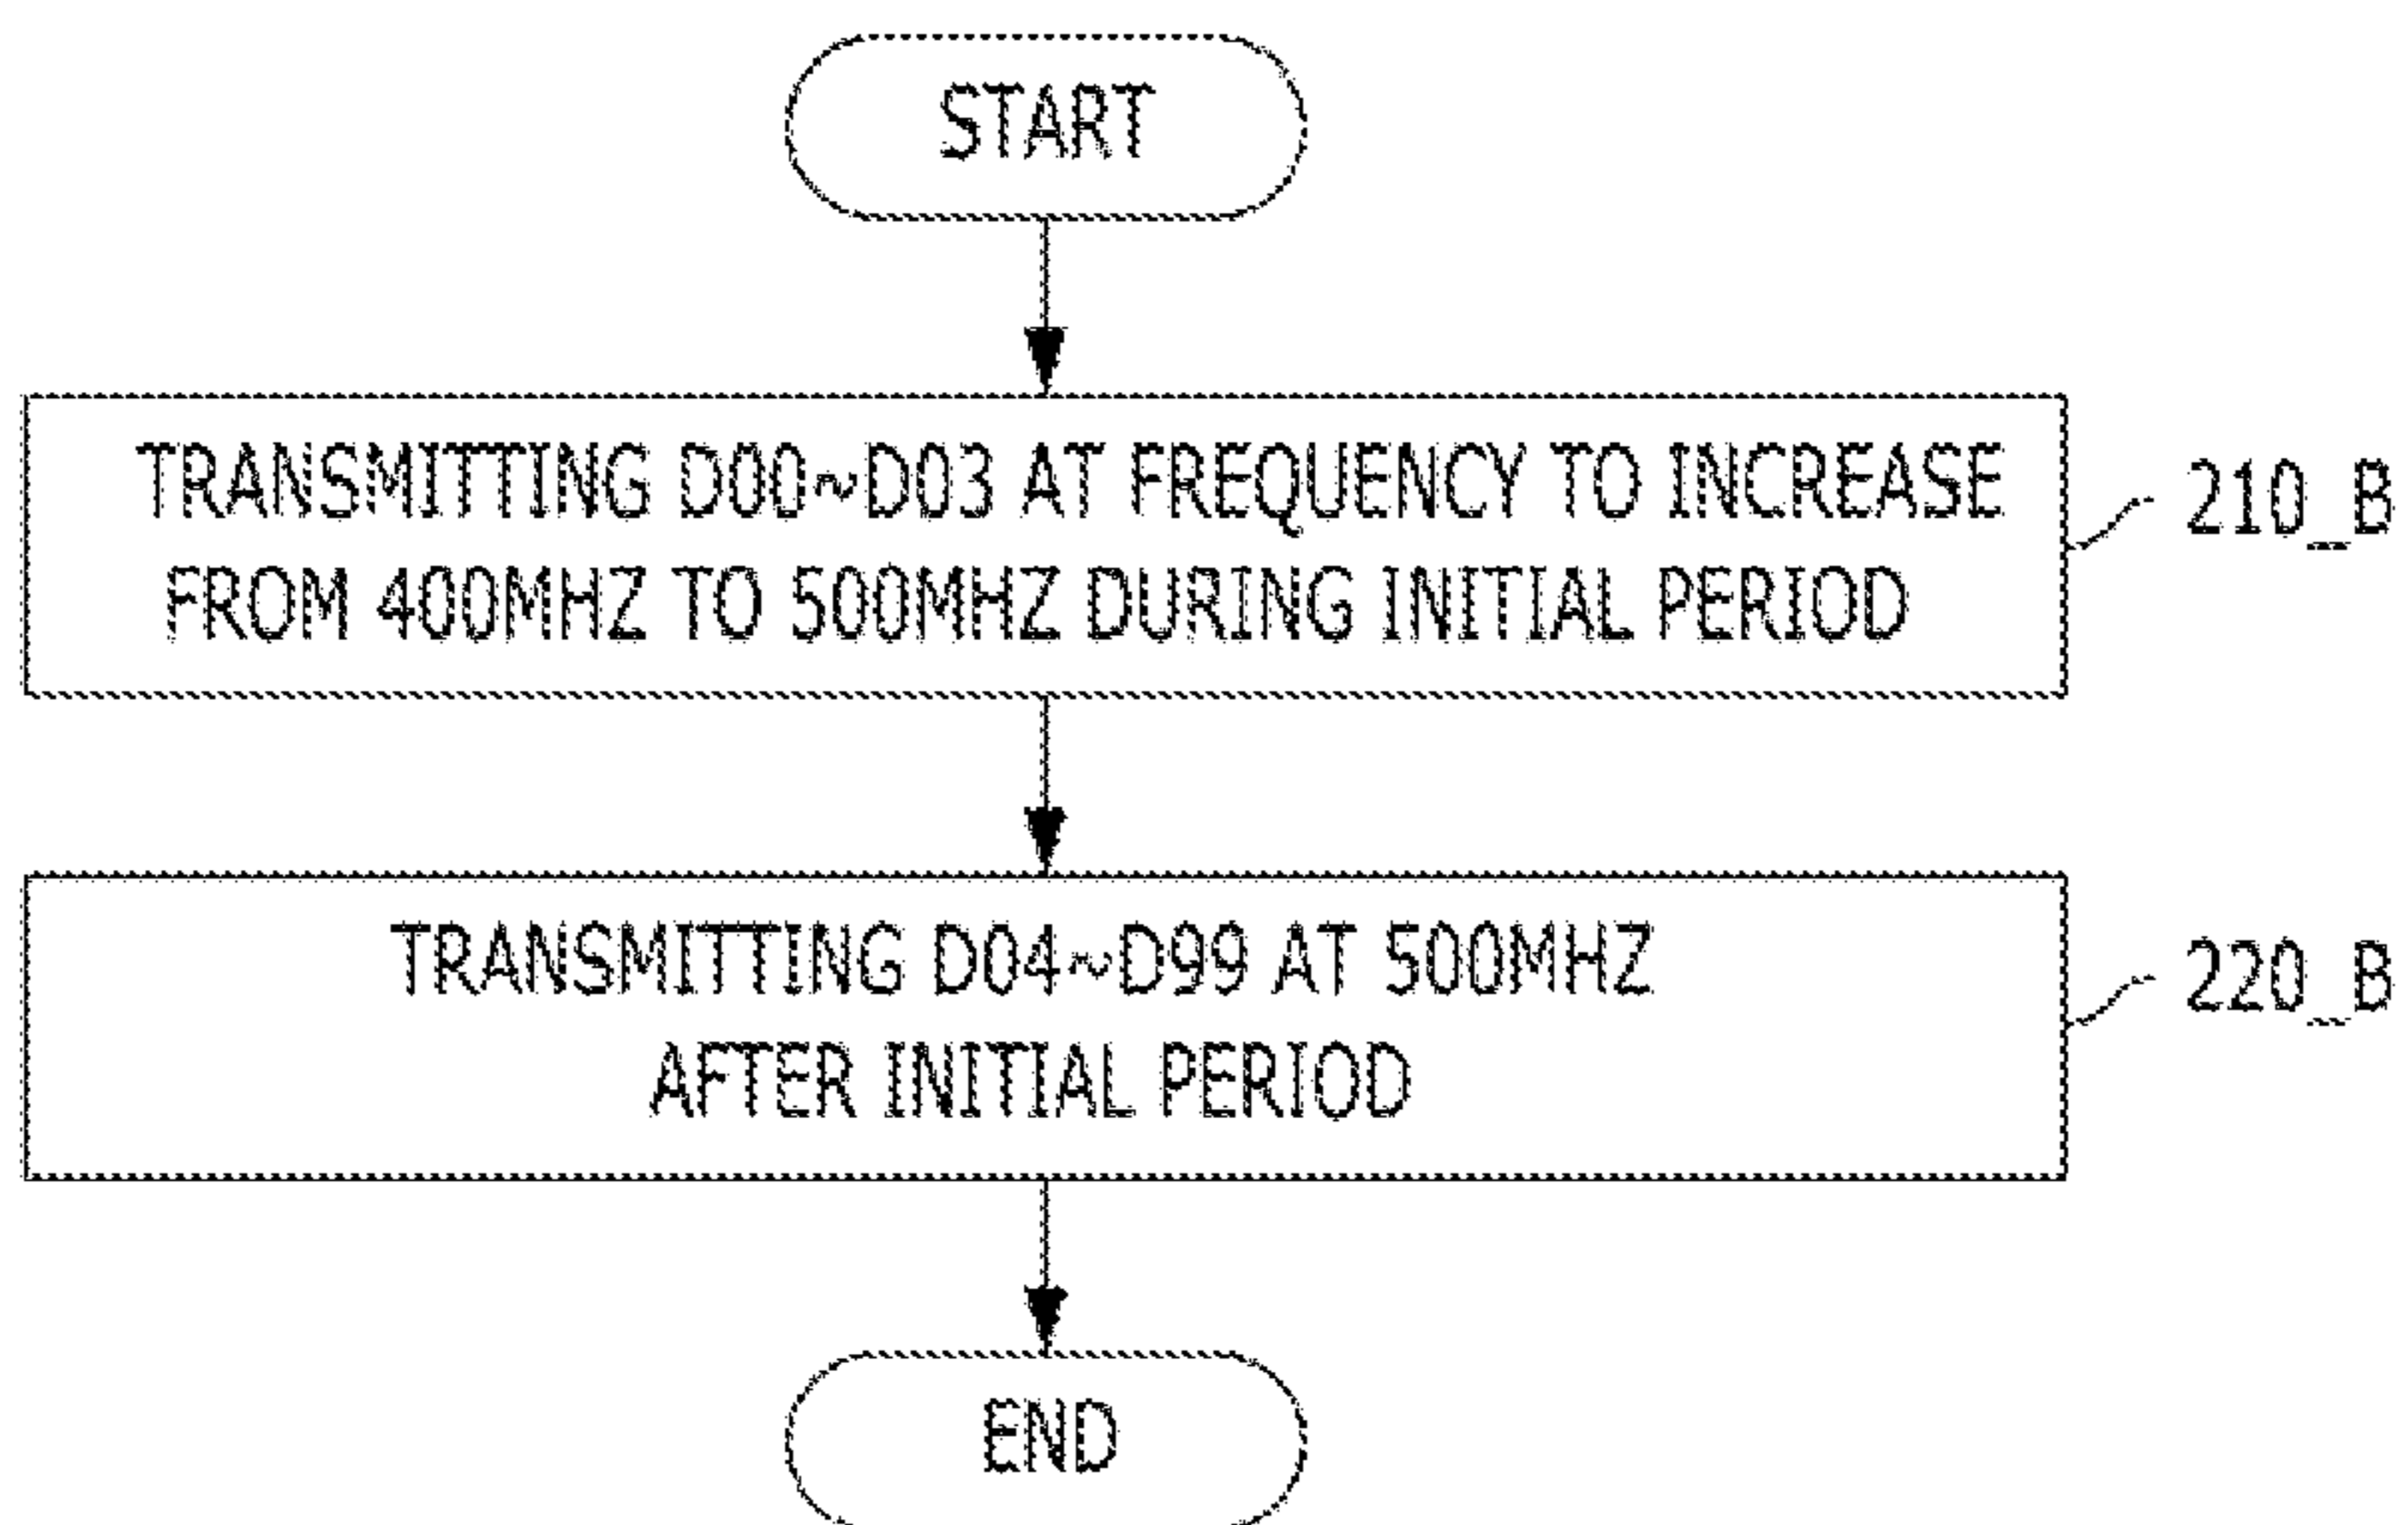 START
TRANSMITTING D00~D03 AT FREQUENCY TO INCREASE
FROM 400MHZ TO 500MHZ DURING INITIAL PERIOD
210_B
TRANSMITTING D04~D99 AT 500MHZ
AFTER INITIAL PERIOD
220_B
END